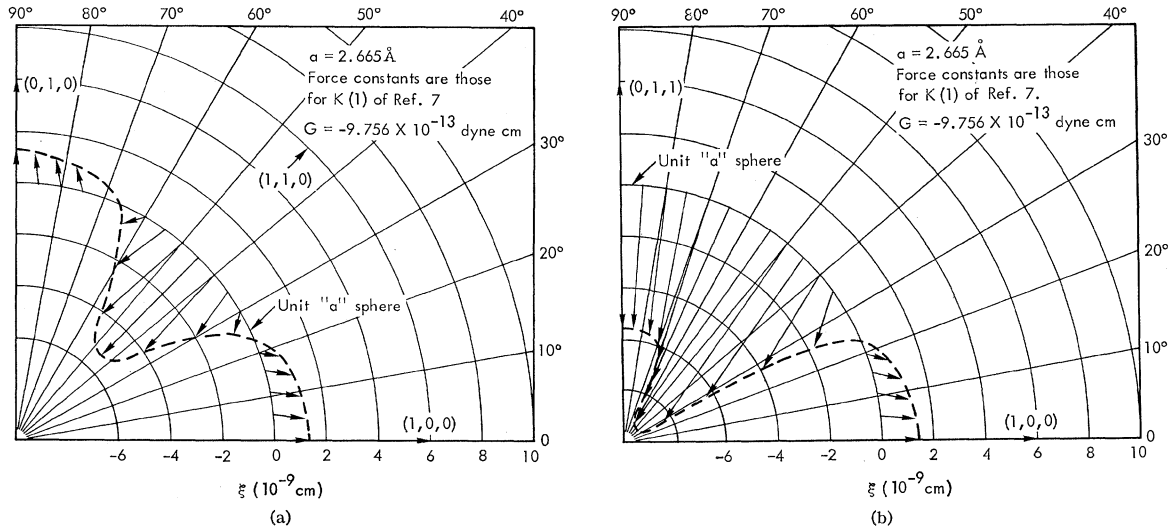 90° 80° 70° 60° 50° 40°
a = 2.665 Å
Force constants are those
for K (1) of Ref. 7
G = -9.756 X 10⁻¹³ dyne cm
(0,1,0)
(1,1,0)
30°
20°
Unit "a" sphere
10°
(1,0,0)
0
-6 -4 -2 0 2 4 6 8 10
ξ (10⁻⁹cm)
(a)
90° 80° 70° 60° 50° 40°
a = 2.665 Å
Force constants are those
for K (1) of Ref. 7.
G = -9.756 X 10⁻¹³ dyne cm
(0,1,1)
30°
Unit "a" sphere
20°
10°
(1,0,0)
0
-6 -4 -2 0 2 4 6 8 10
ξ (10⁻⁹cm)
(b)